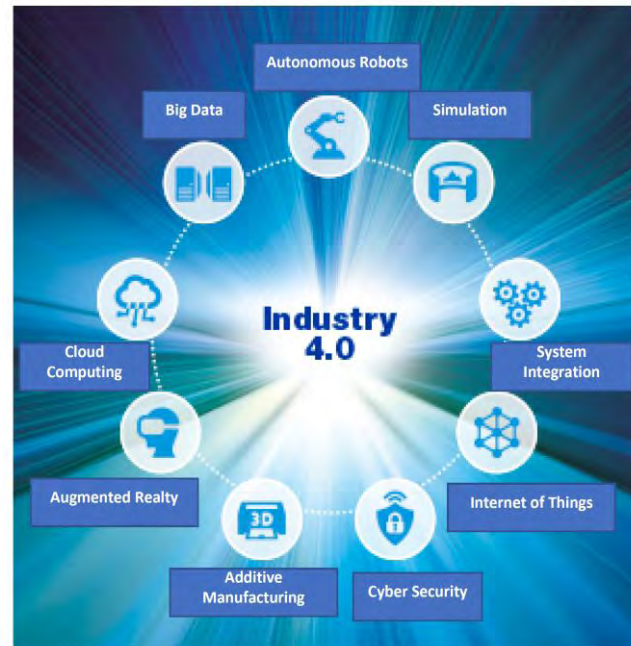 Autonomous Robots
Big Data
Simulation
Industry
4.0
Cloud
Computing
System
Integration
Augmented Realty
Internet of Things
3D
Additive
Manufacturing
Cyber Security